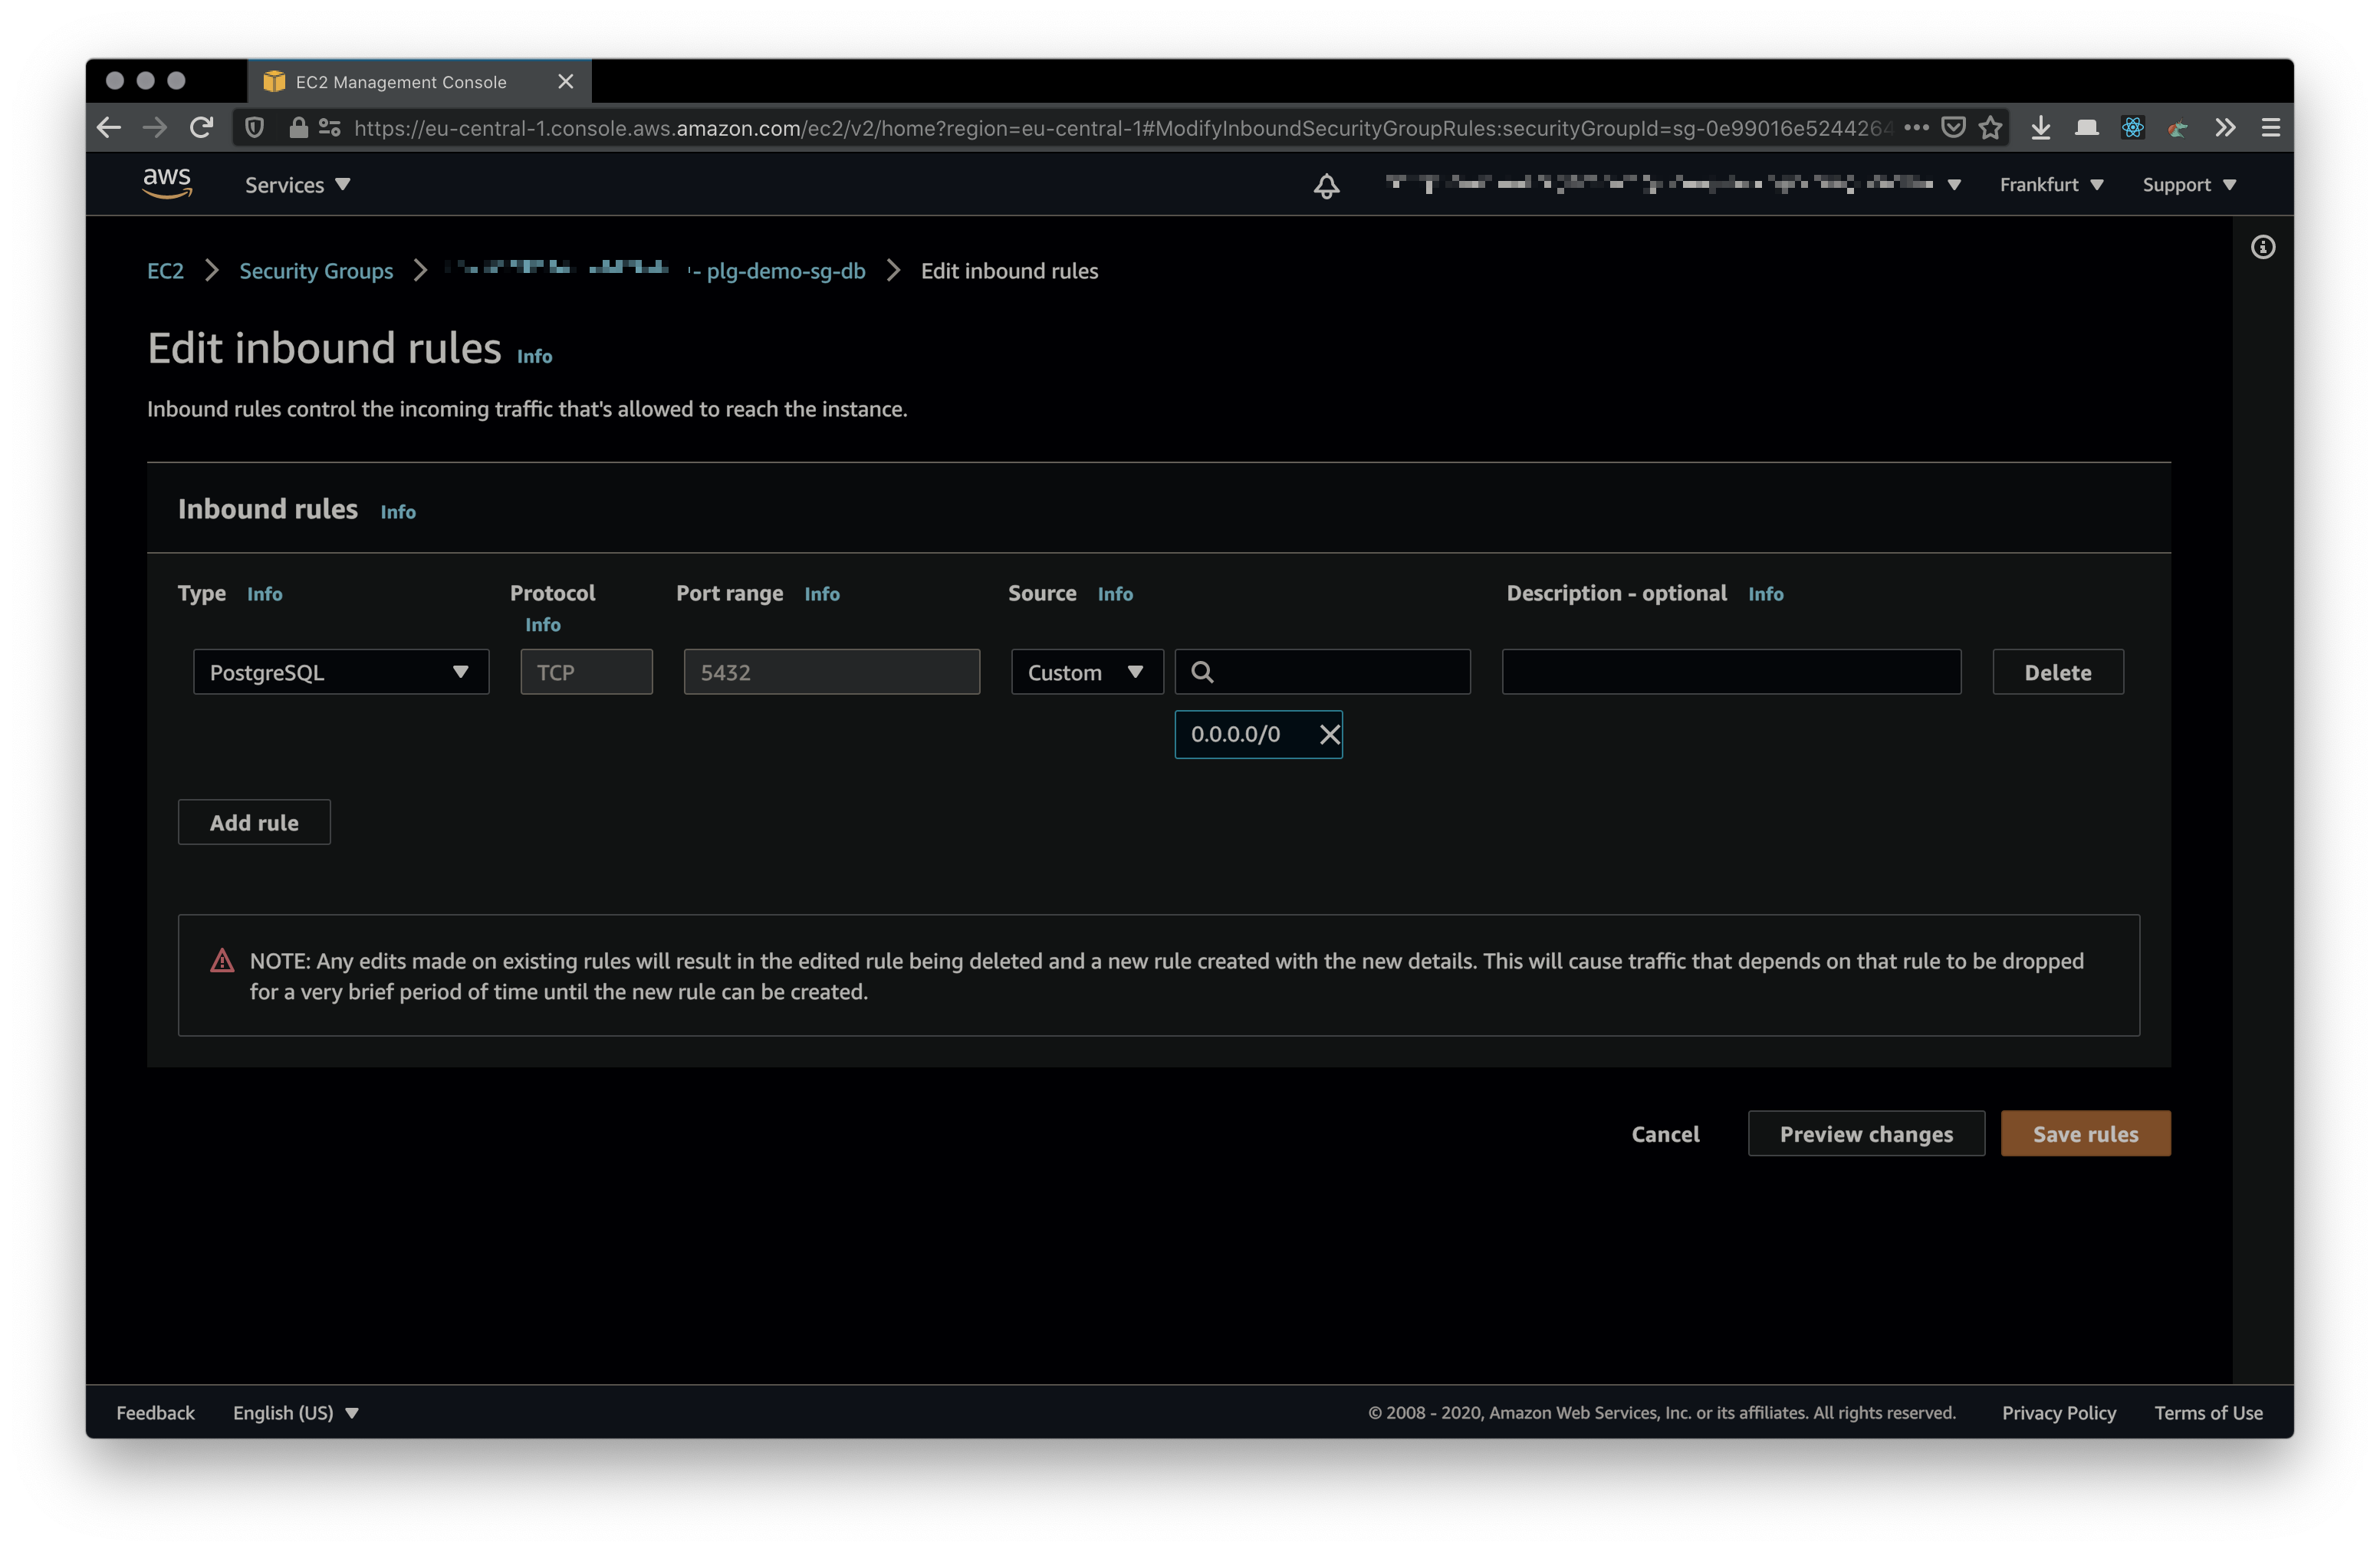 EC2 Management Console
https://eu-central-1.console.aws.amazon.com/ec2/v2/home?region=eu-central-1#ModifyInboundSecurityGroupRules:securityGroupId=sg-0e99016e5244264
aws Services Frankfurt Support
EC2 Security Groups - plg-demo-sg-db Edit inbound rules
Edit inbound rules Info
Inbound rules control the incoming traffic that's allowed to reach the instance.
Inbound rules Info
Type Info Protocol Info Port range Info Source Info Description - optional Info
PostgreSQL TCP 5432 Custom Delete
0.0.0.0/0
Add rule
NOTE: Any edits made on existing rules will result in the edited rule being deleted and a new rule created with the new details. This will cause traffic that depends on that rule to be dropped
for a very brief period of time until the new rule can be created.
Cancel Preview changes Save rules
Feedback English (US) © 2008 - 2020, Amazon Web Services, Inc. or its affiliates. All rights reserved. Privacy Policy Terms of Use